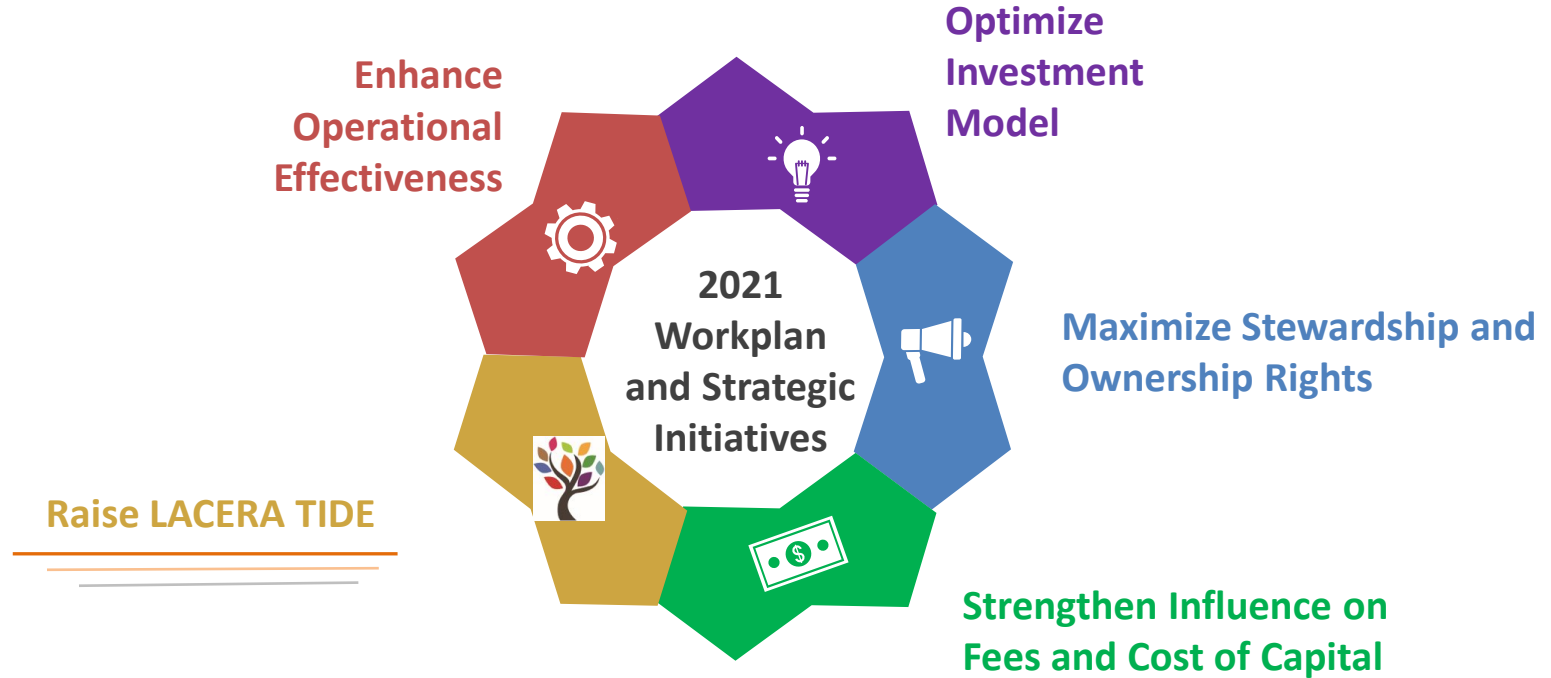 Optimize
Investment
Model
Enhance
Operational
Effectiveness
2021
Workplan
and Strategic
Initiatives
Maximize Stewardship and
Ownership Rights
Raise LACERA TIDE
Strengthen Influence on
Fees and Cost of Capital
$